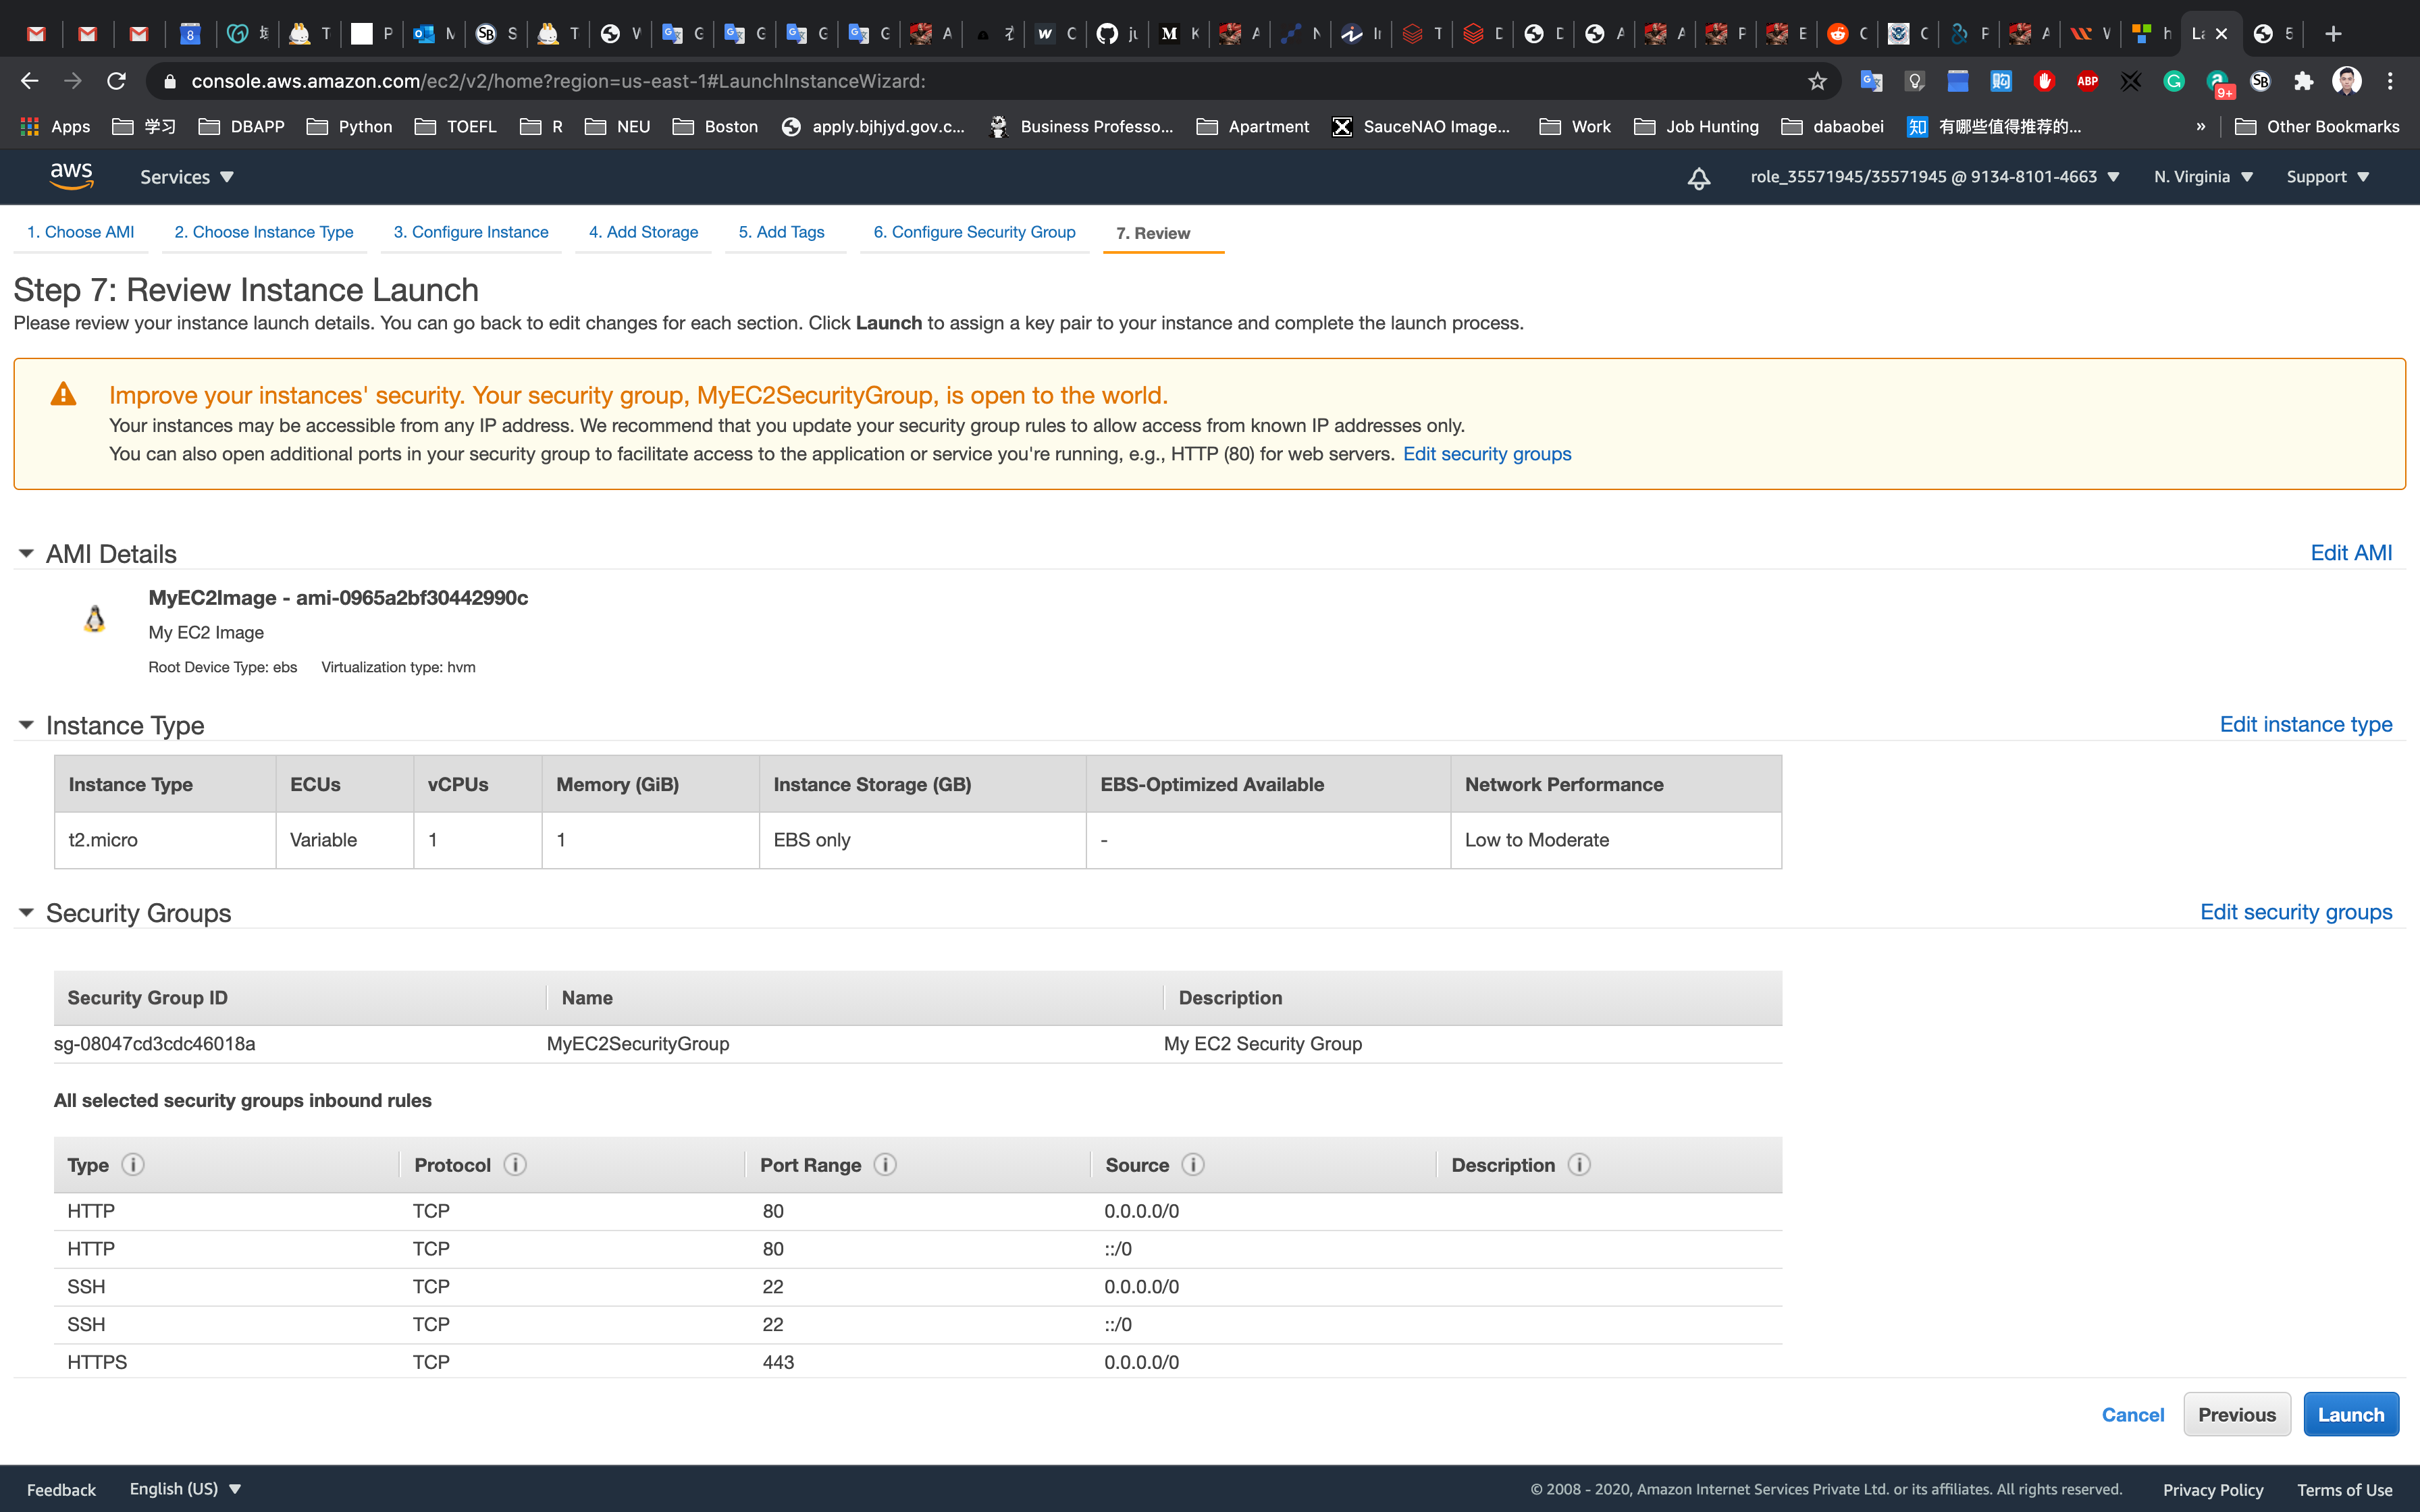 console.aws.amazon.com/ec2/v2/home?region=us-east-1#LaunchInstanceWizard:
ABP
9+
Apps 学习 DBAPP Python TOEFL R NEU Boston apply.bjhjyd.gov.c... Business Professo... Apartment SauceNAO Image... Work Job Hunting dabaobei 有哪些值得推荐的... » Other Bookmarks
aws Services role_35571945/35571945 @ 9134-8101-4663 N. Virginia Support
1. Choose AMI 2. Choose Instance Type 3. Configure Instance 4. Add Storage 5. Add Tags 6. Configure Security Group 7. Review
Step 7: Review Instance Launch
Please review your instance launch details. You can go back to edit changes for each section. Click Launch to assign a key pair to your instance and complete the launch process.
Improve your instances' security. Your security group, MyEC2SecurityGroup, is open to the world.
Your instances may be accessible from any IP address. We recommend that you update your security group rules to allow access from known IP addresses only.
You can also open additional ports in your security group to facilitate access to the application or service you're running, e.g., HTTP (80) for web servers. Edit security groups
AMI Details Edit AMI
MyEC2Image - ami-0965a2bf30442990c
My EC2 Image
Root Device Type: ebs Virtualization type: hvm
Instance Type Edit instance type
Instance Type ECUs vCPUs Memory (GiB) Instance Storage (GB) EBS-Optimized Available Network Performance
t2.micro Variable 1 1 EBS only - Low to Moderate
Security Groups Edit security groups
Security Group ID Name Description
sg-08047cd3cdc46018a MyEC2SecurityGroup My EC2 Security Group
All selected security groups inbound rules
Type Protocol Port Range Source Description
HTTP TCP 80 0.0.0.0/0
HTTP TCP 80 ::/0
SSH TCP 22 0.0.0.0/0
SSH TCP 22 ::/0
HTTPS TCP 443 0.0.0.0/0
Cancel Previous Launch
Feedback English (US) © 2008 - 2020, Amazon Internet Services Private Ltd. or its affiliates. All rights reserved. Privacy Policy Terms of Use